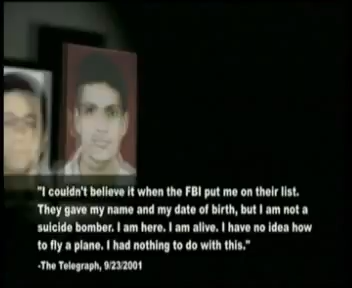 "I couldn't believe it when the FBI put me on their list.
They gave my name and my date of birth, but I am not a
suicide bomber. I am here. I am alive. I have no idea how
to fly a plane. I had nothing to do with this."
-The Telegraph, 9/23/2001